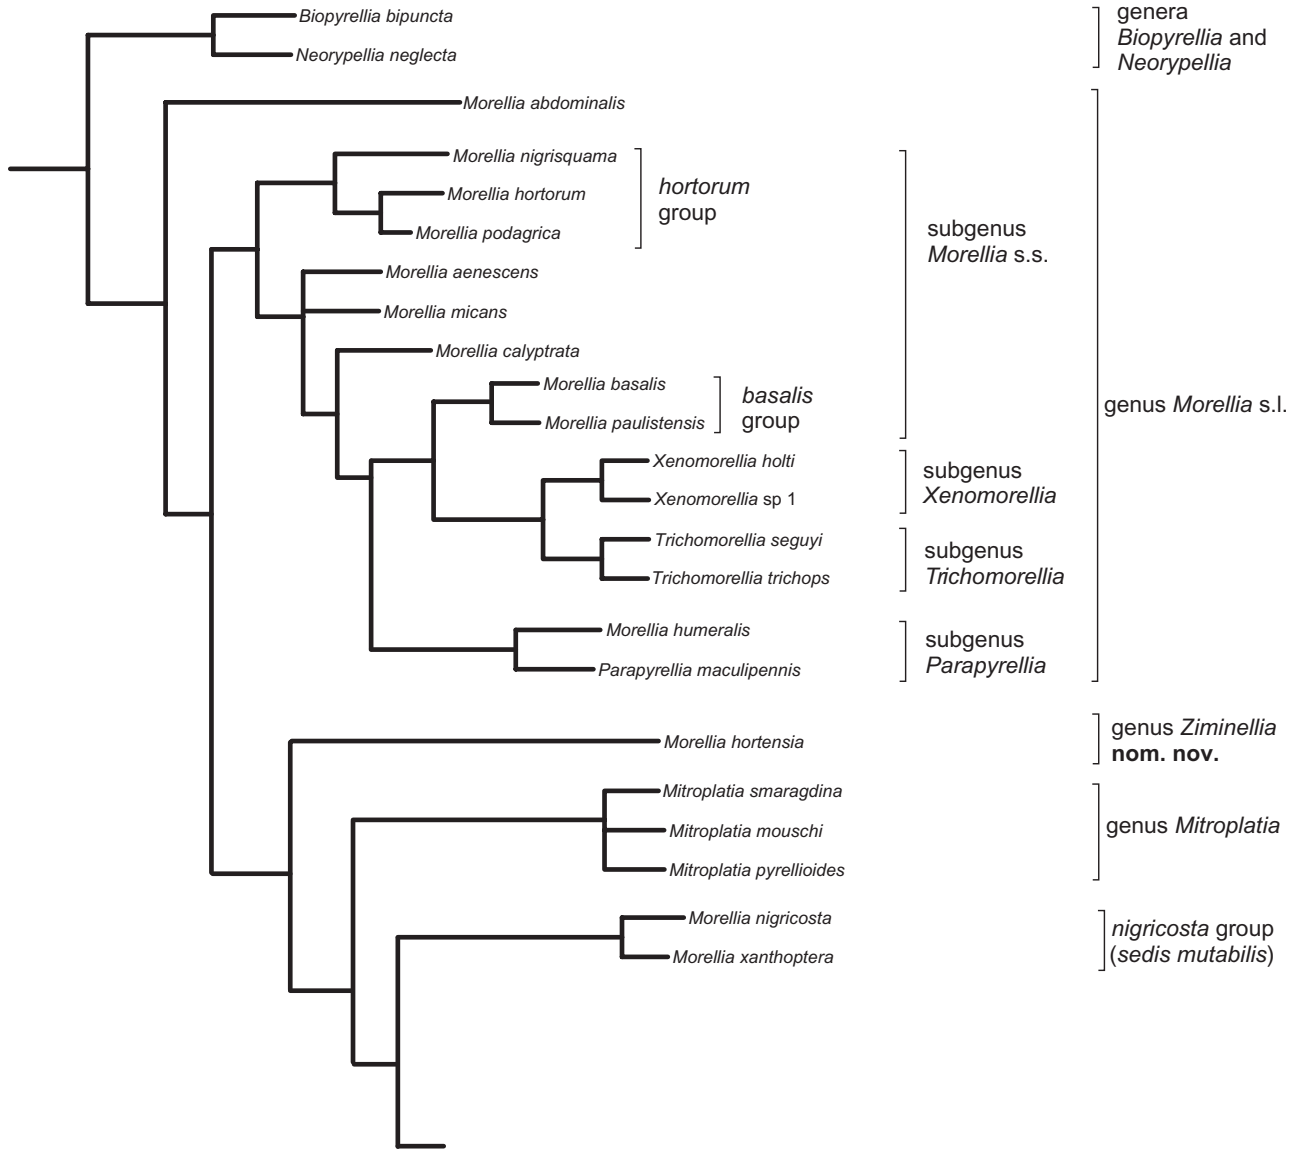 Biopyrellia bipuncta
Neorypellia neglecta
genera
Biopyrellia and
Neorypellia
Morellia abdominalis
Morellia nigrisquama
Morellia hortorum
Morellia podagrica
hortorum
group
Morellia aenescens
Morellia micans
Morellia calyptrata
Morellia basalis
Morellia paulistensis
basalis
group
subgenus
Morellia s.s.
Xenomorellia holti
Xenomorellia sp 1
subgenus
Xenomorellia
Trichomorellia seguyi
Trichomorellia trichops
subgenus
Trichomorellia
Morellia humeralis
Parapyrellia maculipennis
subgenus
Parapyrellia
genus Morellia s.l.
Morellia hortensia
genus Ziminellia
nom. nov.
Mitroplatia smaragdina
Mitroplatia mouschi
Mitroplatia pyrellioides
genus Mitroplatia
Morellia nigricosta
Morellia xanthoptera
nigricosta group
(sedis mutabilis)